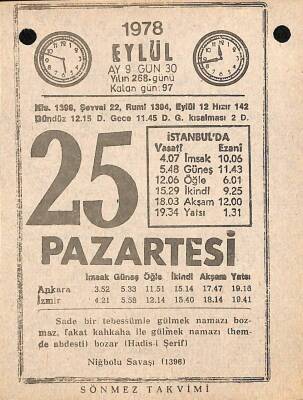 1978
EYLÜL
AY 9 GÜN 30
Yılın 268.günü
Kalan gün: 97
Hic. 1398, Şevval 22, Rumi 1394, Eylül 12 Hızır 142
Gündüz 12.15 D. Gece 11.45 D. G. kısalması 2 D.
25
İSTANBUL'DA
Vasatî Ezanî
4.07 İmsak 10.06
5.48 Güneş 11.43
12.06 Öğle 6.01
15.29 İkindi 9.25
18.03 Akşam 12.00
19.34 Yatsı 1.31
PAZARTESİ
İmsak Güneş Öğle İkindi Akşam Yatsı
Ankara 3.52 5.33 11.51 15.14 17.47 19.16
İzmir 4.21 5.58 12.14 15.40 18.14 19.41
Sade bir tebessümle gülmek namazı boz-
maz, fakat kahkaha ile gülmek namazı (hem-
de abdesti) bozar (Hadis-i Şerif)
Niğbolu Savaşı (1396)
SÖNMEZ TAKVİMİ